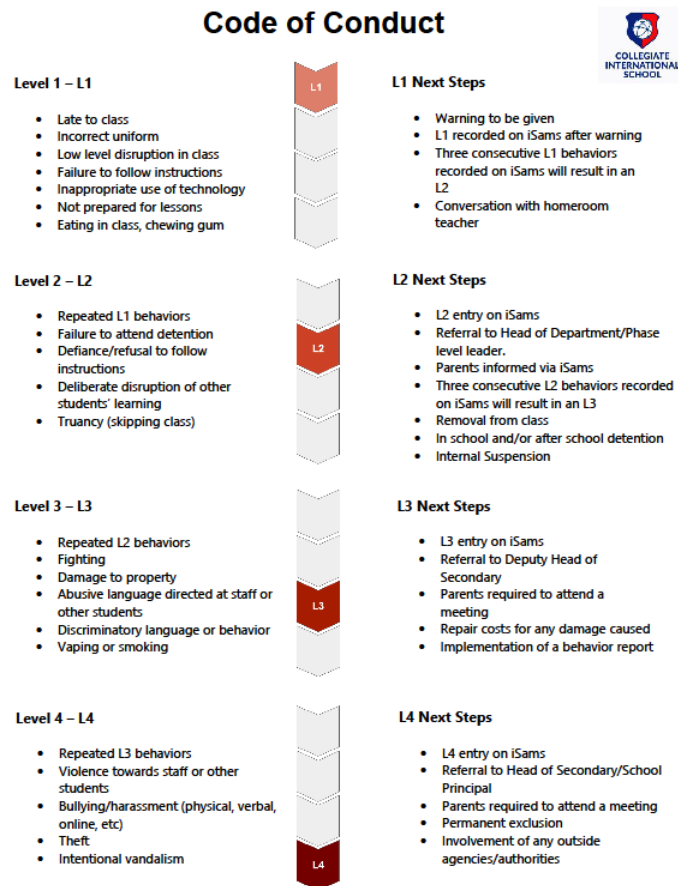 Code of Conduct
COLLEGIATE
INTERNATIONAL
SCHOOL
Level 1 – L1
• Late to class
• Incorrect uniform
• Low level disruption in class
• Failure to follow instructions
• Inappropriate use of technology
• Not prepared for lessons
• Eating in class, chewing gum
L1
L1 Next Steps
• Warning to be given
• L1 recorded on iSams after warning
• Three consecutive L1 behaviors
recorded on iSams will result in an
L2
• Conversation with homeroom
teacher
Level 2 – L2
• Repeated L1 behaviors
• Failure to attend detention
• Defiance/refusal to follow
instructions
• Deliberate disruption of other
students' learning
• Truancy (skipping class)
L2
L2 Next Steps
• L2 entry on iSams
• Referral to Head of Department/Phase
level leader.
• Parents informed via iSams
• Three consecutive L2 behaviors recorded
on iSams will result in an L3
• Removal from class
• In school and/or after school detention
• Internal Suspension
Level 3 – L3
• Repeated L2 behaviors
• Fighting
• Damage to property
• Abusive language directed at staff or
other students
• Discriminatory language or behavior
• Vaping or smoking
L3
L3 Next Steps
• L3 entry on iSams
• Referral to Deputy Head of
Secondary
• Parents required to attend a
meeting
• Repair costs for any damage caused
• Implementation of a behavior report
Level 4 – L4
• Repeated L3 behaviors
• Violence towards staff or other
students
• Bullying/harassment (physical, verbal,
online, etc)
• Theft
• Intentional vandalism
L4
L4 Next Steps
• L4 entry on iSams
• Referral to Head of Secondary/School
Principal
• Parents required to attend a meeting
• Permanent exclusion
• Involvement of any outside
agencies/authorities